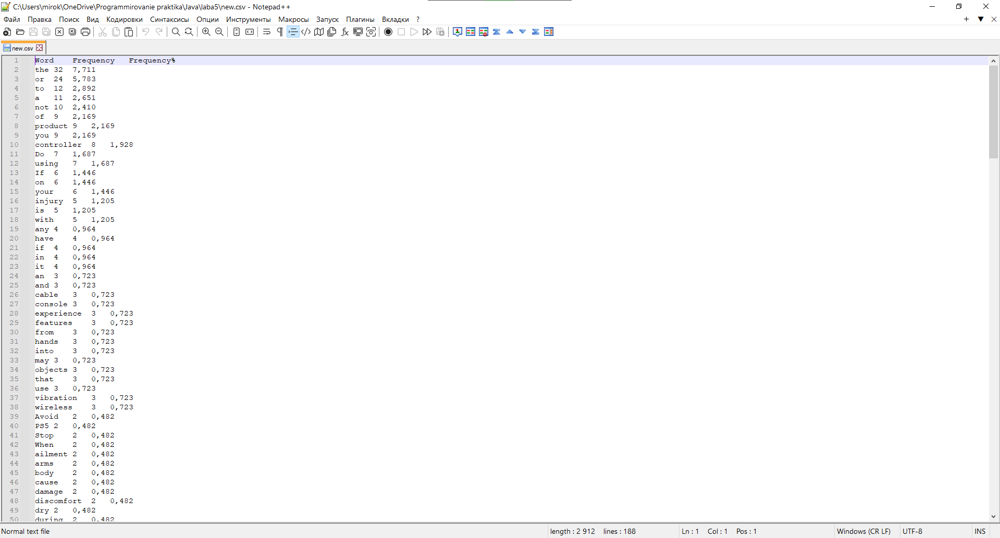 C:\Users\mirok\OneDrive\Programmirovanie praktika\Java\laba5\new.csv - Notepad++
Файл Правка Поиск Вид Кодировки Синтаксисы Опции Инструменты Макросы Запуск Плагины Вкладки ?
new.csv
1 Word Frequency Frequency%
2 the 32 7,711
3 or 24 5,783
4 to 12 2,892
5 a 11 2,651
6 not 10 2,410
7 of 9 2,169
8 product 9 2,169
9 you 9 2,169
10 controller 8 1,928
11 Do 7 1,687
12 using 7 1,687
13 If 6 1,446
14 on 6 1,446
15 your 6 1,446
16 injury 5 1,205
17 is 5 1,205
18 with 5 1,205
19 any 4 0,964
20 have 4 0,964
21 if 4 0,964
22 in 4 0,964
23 it 4 0,964
24 an 3 0,723
25 and 3 0,723
26 cable 3 0,723
27 console 3 0,723
28 experience 3 0,723
29 features 3 0,723
30 from 3 0,723
31 hands 3 0,723
32 into 3 0,723
33 may 3 0,723
34 objects 3 0,723
35 that 3 0,723
36 use 3 0,723
37 vibration 3 0,723
38 wireless 3 0,723
39 Avoid 2 0,482
40 PS5 2 0,482
41 Stop 2 0,482
42 When 2 0,482
43 ailment 2 0,482
44 arms 2 0,482
45 body 2 0,482
46 cause 2 0,482
47 damage 2 0,482
48 discomfort 2 0,482
49 dry 2 0,482
50 during 2 0,482
Normal text file length : 2 912 lines : 188 Ln : 1 Col : 1 Pos : 1 Windows (CR LF) UTF-8 INS